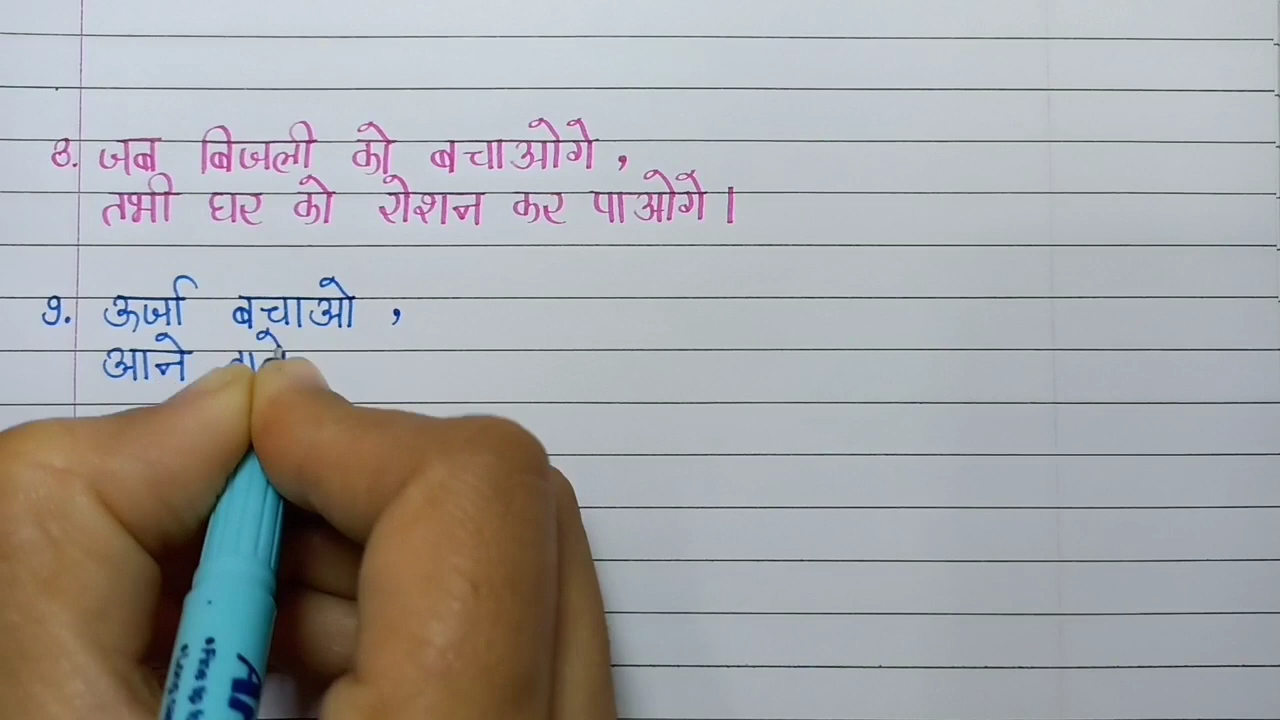 8. जब बिजली को बचाओगे,
तभी घर को रोशन कर पाओगे।
9. ऊर्जा बचाओ,
आने